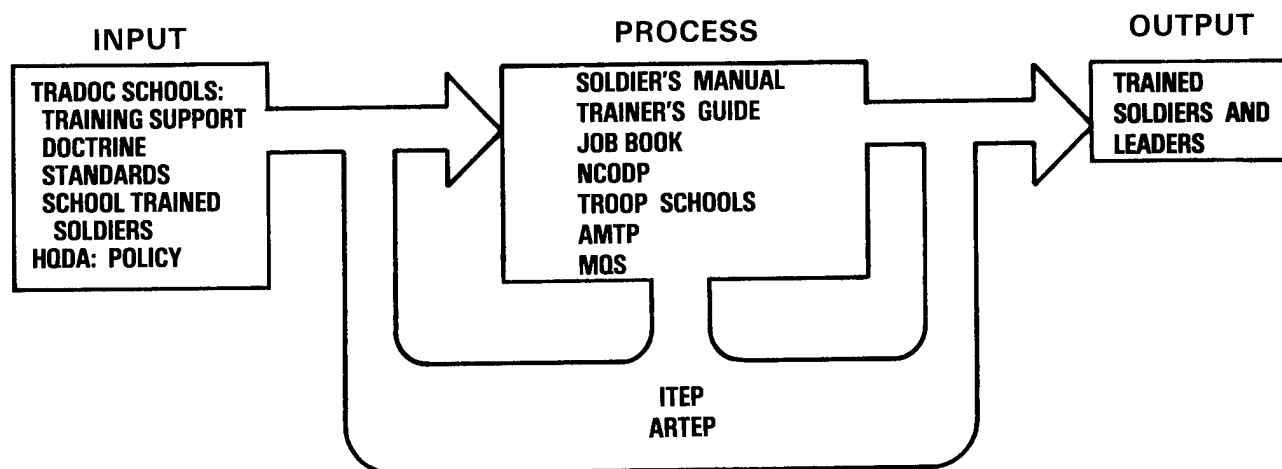 INPUT
TRADOC SCHOOLS:
TRAINING SUPPORT
DOCTRINE
STANDARDS
SCHOOL TRAINED
SOLDIERS
HQDA: POLICY
PROCESS
SOLDIER'S MANUAL
TRAINER'S GUIDE
JOB BOOK
NCODP
TROOP SCHOOLS
AMTP
MQS
OUTPUT
TRAINED
SOLDIERS AND
LEADERS
ITEP
ARTEP